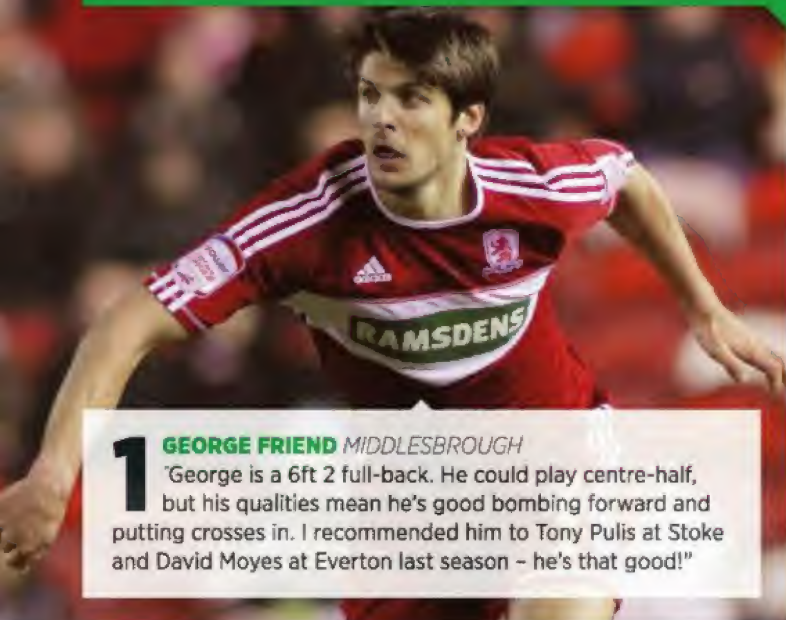 RAMSDENS
adidas
1 GEORGE FRIEND MIDDLESBROUGH
"George is a 6ft 2 full-back. He could play centre-half,
but his qualities mean he's good bombing forward and
putting crosses in. I recommended him to Tony Pulis at Stoke
and David Moyes at Everton last season – he's that good!"